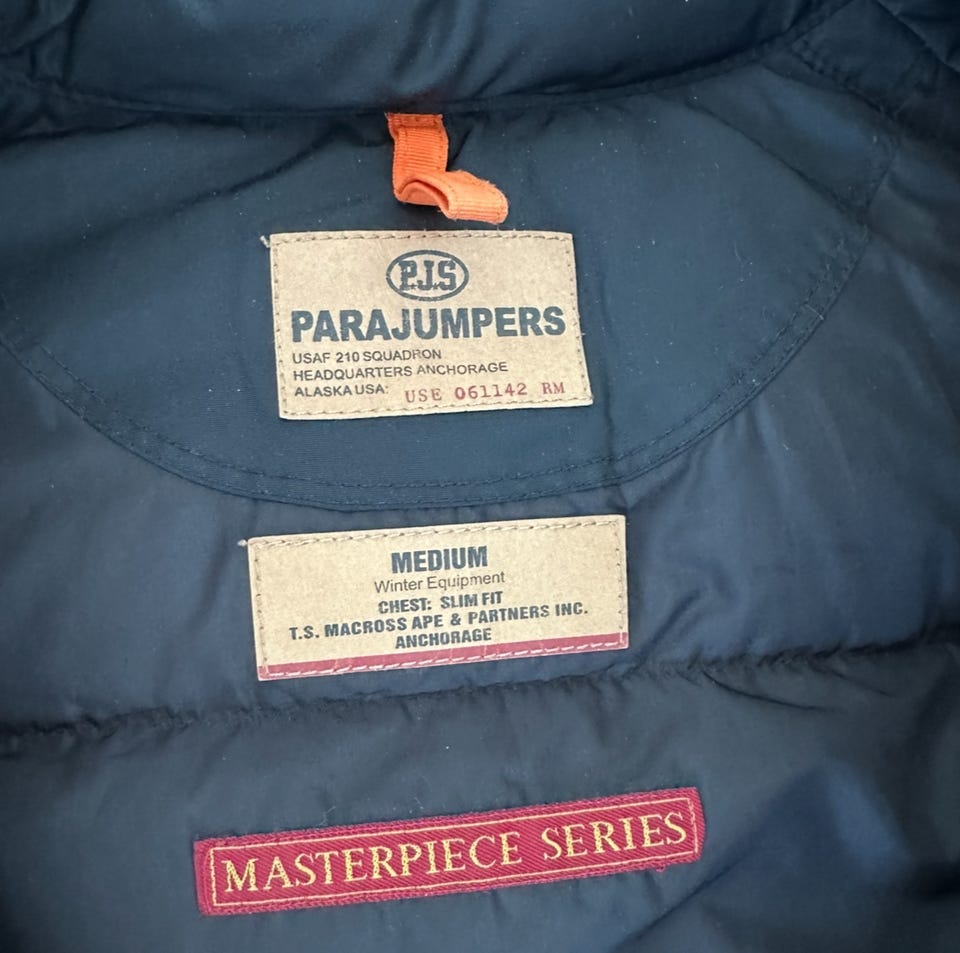 P.J.S
PARAJUMPERS
USAF 210 SQUADRON
HEADQUARTERS ANCHORAGE
ALASKA USA: USE 061142 RM
MEDIUM
Winter Equipment
CHEST: SLIM FIT
T.S. MACROSS APE & PARTNERS INC.
ANCHORAGE
MASTERPIECE SERIES